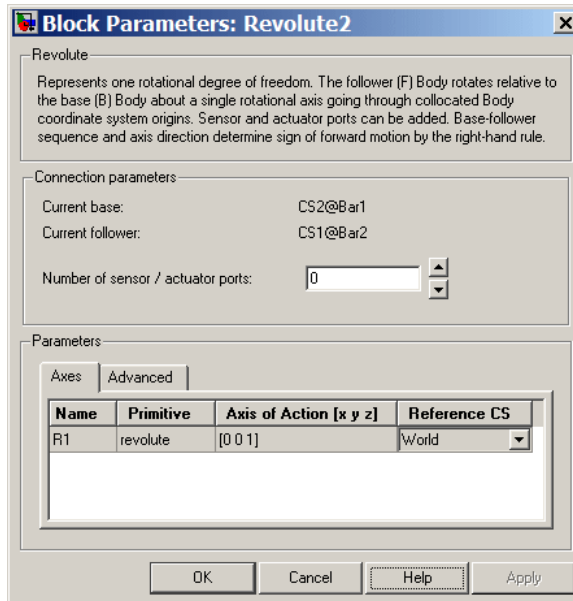 Block Parameters: Revolute2
Revolute
Represents one rotational degree of freedom. The follower (F) Body rotates relative to
the base (B) Body about a single rotational axis going through collocated Body
coordinate system origins. Sensor and actuator ports can be added. Base-follower
sequence and axis direction determine sign of forward motion by the right-hand rule.
Connection parameters
Current base: CS2@Bar1
Current follower: CS1@Bar2
Number of sensor / actuator ports: 0
Parameters
Axes Advanced
Name Primitive Axis of Action [x y z] Reference CS
R1 revolute [0 0 1] World
OK Cancel Help Apply